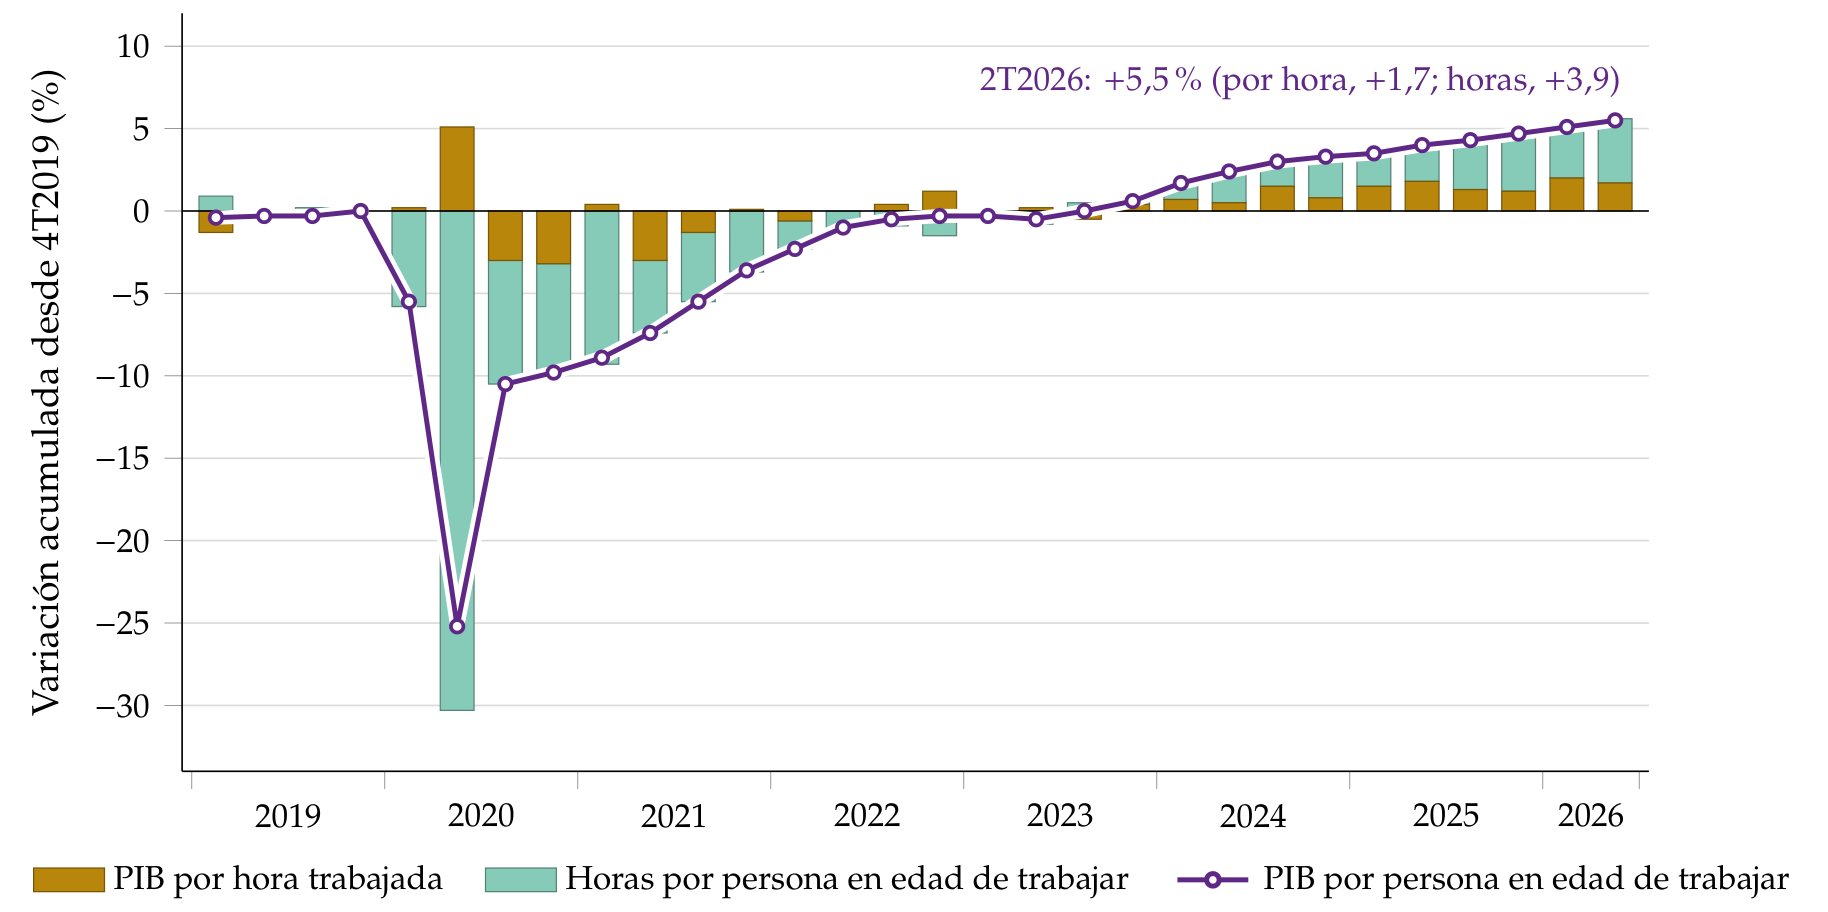 Variación acumulada desde 4T2019 (%)
10
5
0
−5
−10
−15
−20
−25
−30
2T2026: +5,5 % (por hora, +1,7; horas, +3,9)
2019 2020 2021 2022 2023 2024 2025 2026
PIB por hora trabajada Horas por persona en edad de trabajar PIB por persona en edad de trabajar